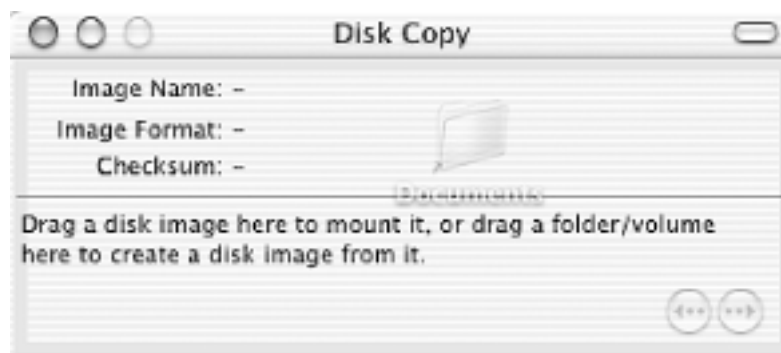 Disk Copy
Image Name: –
Image Format: –
Checksum: –
Documents
Drag a disk image here to mount it, or drag a folder/volume
here to create a disk image from it.